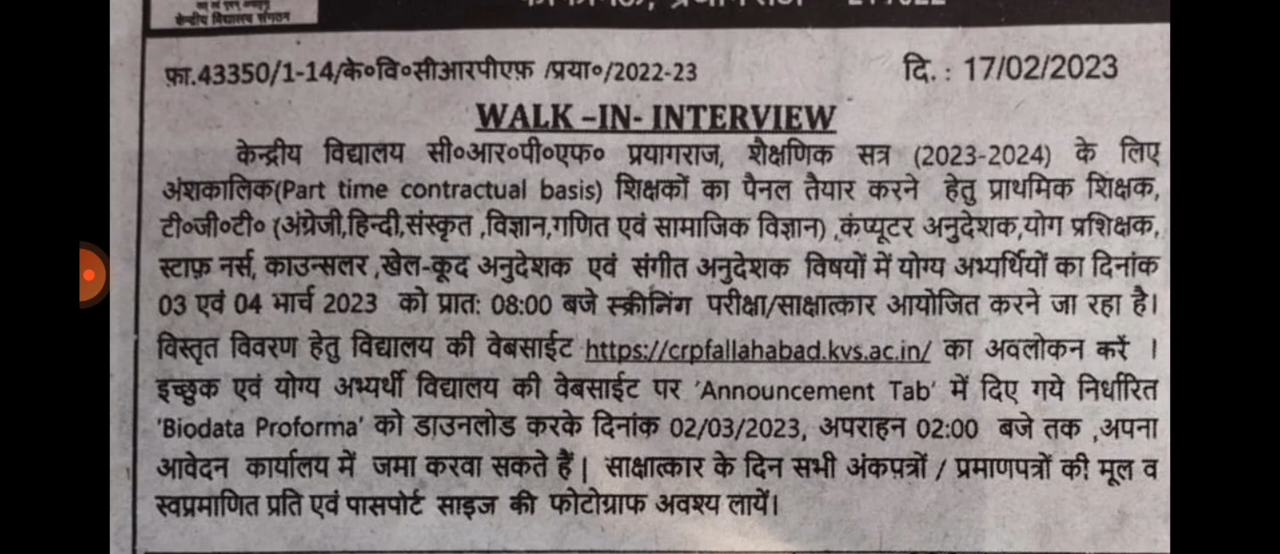 केन्द्रीय विद्यालय संगठन
फ़ा.43350/1-14/के०वि०सीआरपीएफ़ /प्रया०/2022-23 दि. : 17/02/2023
WALK –IN- INTERVIEW
केन्द्रीय विद्यालय सी०आर०पी०एफ० प्रयागराज, शैक्षणिक सत्र (2023-2024) के लिए
अंशकालिक(Part time contractual basis) शिक्षकों का पैनल तैयार करने हेतु प्राथमिक शिक्षक,
टी०जी०टी० (अंग्रेजी,हिन्दी,संस्कृत ,विज्ञान,गणित एवं सामाजिक विज्ञान) ,कंप्यूटर अनुदेशक,योग प्रशिक्षक,
स्टाफ़ नर्स, काउन्सलर ,खेल-कूद अनुदेशक एवं संगीत अनुदेशक विषयों में योग्य अभ्यर्थियों का दिनांक
03 एवं 04 मार्च 2023 को प्रात: 08:00 बजे स्क्रीनिंग परीक्षा/साक्षात्कार आयोजित करने जा रहा है।
विस्तृत विवरण हेतु विद्यालय की वेबसाईट https://crpfallahabad.kvs.ac.in/ का अवलोकन करें ।
इच्छुक एवं योग्य अभ्यर्थी विद्यालय की वेबसाईट पर 'Announcement Tab' में दिए गये निर्धारित
'Biodata Proforma' को डाउनलोड करके दिनांक 02/03/2023, अपराहन 02:00 बजे तक ,अपना
आवेदन कार्यालय में जमा करवा सकते हैं| साक्षात्कार के दिन सभी अंकपत्रों / प्रमाणपत्रों की मूल व
स्वप्रमाणित प्रति एवं पासपोर्ट साइज की फोटोग्राफ अवश्य लायें।